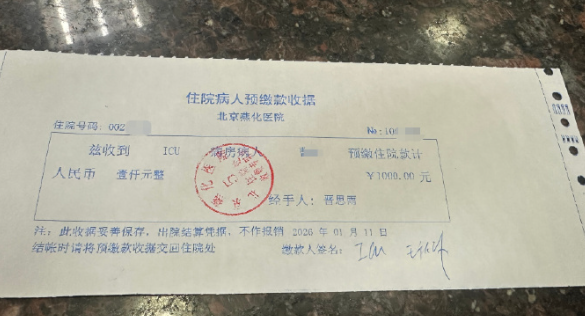 住院病人预缴款收据
北京燕化医院
住院号码: 002
No:100
兹收到 ICU 病房病人 预缴住院款计
人民币 壹仟元整 ¥1000.00 元
经手人:
注: 此收据妥善保存, 出院结算凭据, 不作报销 2026 年 01 月 11 日
结帐时请将预缴款收据交回住院处 缴款人签名: ICU